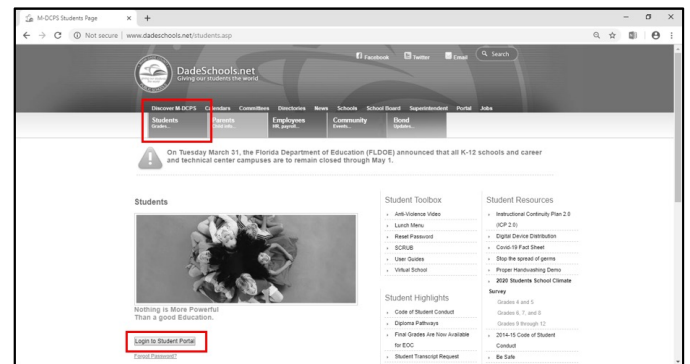 M-DCPS Students Page
Not secure | www.dadeschools.net/students.asp
Facebook Twitter Email Search
DadeSchools.net
Giving our students the world
Discover M-DCPS Calendars Committees Directories News Schools School Board Superintendent Portal Jobs
Students Parents Employees Community Bond
Grades... Child info... HR, payroll... Events... Updates...
On Tuesday March 31, the Florida Department of Education (FLDOE) announced that all K-12 schools and career
and technical center campuses are to remain closed through May 1.
Students
Nothing is More Powerful
Than a good Education.
Login to Student Portal
Forgot Password?
Student Toolbox
Anti-Violence Video
Lunch Menu
Reset Password
SCRUB
User Guides
Virtual School
Student Highlights
Code of Student Conduct
Diploma Pathways
Final Grades Are Now Available
for EOC
Student Transcript Request
Student Resources
Instructional Continuity Plan 2.0
(ICP 2.0)
Digital Device Distribution
Covid-19 Fact Sheet
Stop the spread of germs
Proper Handwashing Demo
2020 Students School Climate
Survey
Grades 4 and 5
Grades 6, 7, and 8
Grades 9 through 12
2014-15 Code of Student
Conduct
Be Safe